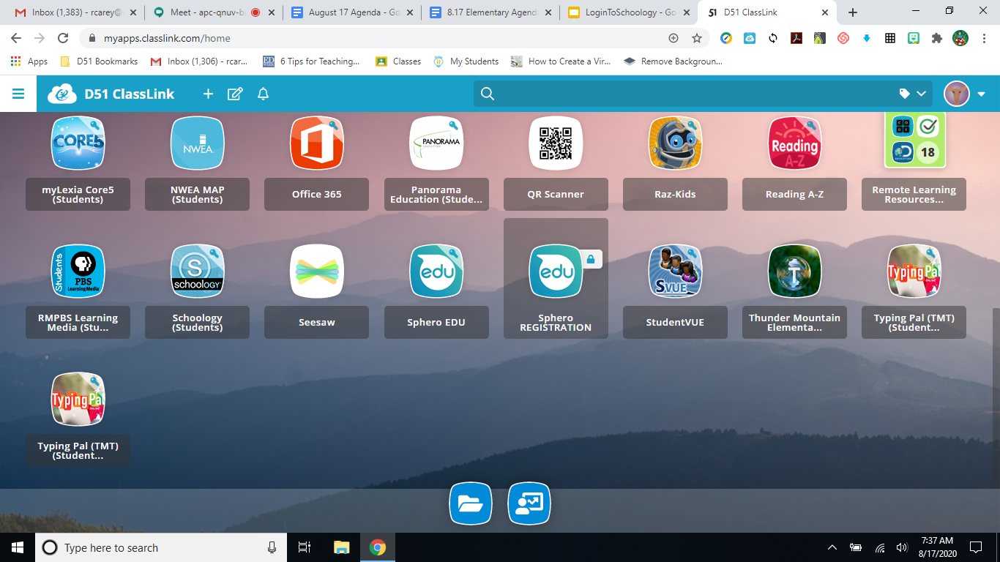 Inbox (1,383) - rcarey@
Meet - apc-qnuv-b
August 17 Agenda - Go
8.17 Elementary Agenda
LoginToSchoology - Go
51
D51 ClassLink
myapps.classlink.com/home
Apps
D51 Bookmarks
Inbox (1,306) - rcar...
6 Tips for Teaching...
Classes
My Students
How to Create a Vir...
Remove Backgroun...
D51 ClassLink
CORE5
NWEA
PANORAMA
EDUCATION
Reading
A-Z
CODE
18
myLexia Core5
(Students)
NWEA MAP
(Students)
Office 365
Panorama
Education (Stude...
QR Scanner
Raz-Kids
Reading A-Z
Remote Learning
Resources...
Students
PBS
LearningMedia
S
SCHOOLOGY
edu
edu
SVUE
T
TypingPal
RMPBS Learning
Media (Stu...
Schoology
(Students)
Seesaw
Sphero EDU
Sphero
REGISTRATION
StudentVUE
Thunder Mountain
Elementa...
Typing Pal (TMT)
(Student...
TypingPal
Typing Pal (TMT)
(Student...
Type here to search
7:37 AM
8/17/2020